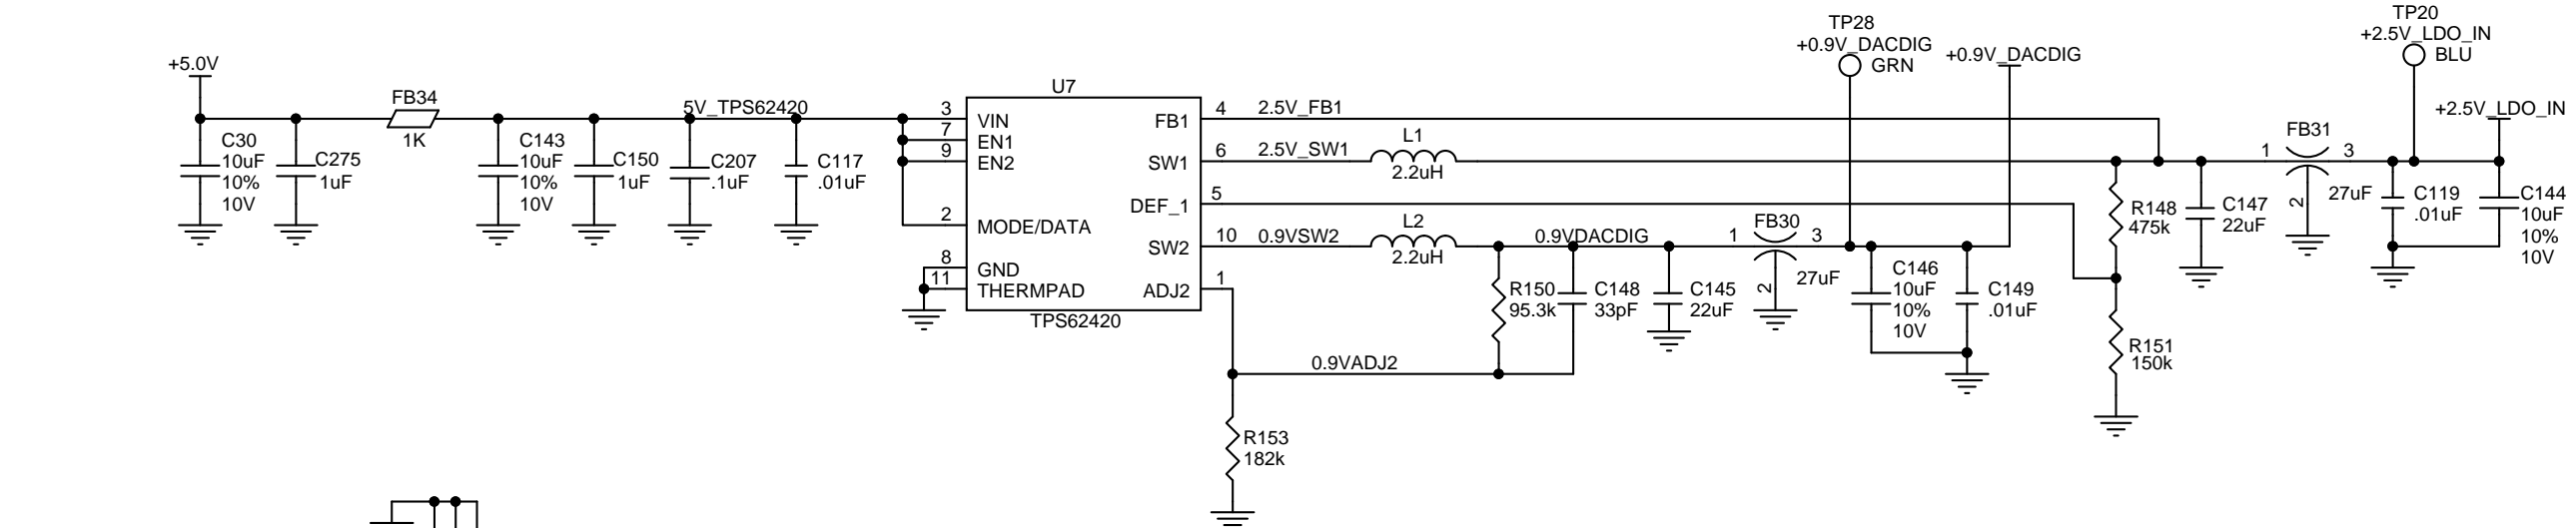 TP28
+0.9V_DACDIG
GRN
+0.9V_DACDIG
TP20
+2.5V_LDO_IN
BLU
+2.5V_LDO_IN
+5.0V
FB34
1K
5V_TPS62420
C30
10uF
10%
10V
C275
1uF
C143
10uF
10%
10V
C150
1uF
C207
.1uF
C117
.01uF
U7
3
7
9
2
8
11
VIN
EN1
EN2
MODE/DATA
GND
THERMPAD
FB1
SW1
DEF_1
SW2
ADJ2
TPS62420
4
6
5
10
1
2.5V_FB1
2.5V_SW1
L1
2.2uH
0.9VSW2
L2
2.2uH
0.9VDACDIG
R150
95.3k
C148
33pF
C145
22uF
FB30
1
3
2
27uF
C146
10uF
10%
10V
C149
.01uF
0.9VADJ2
R153
182k
R148
475k
R151
150k
C147
22uF
FB31
1
3
2
27uF
C119
.01uF
C144
10uF
10%
10V